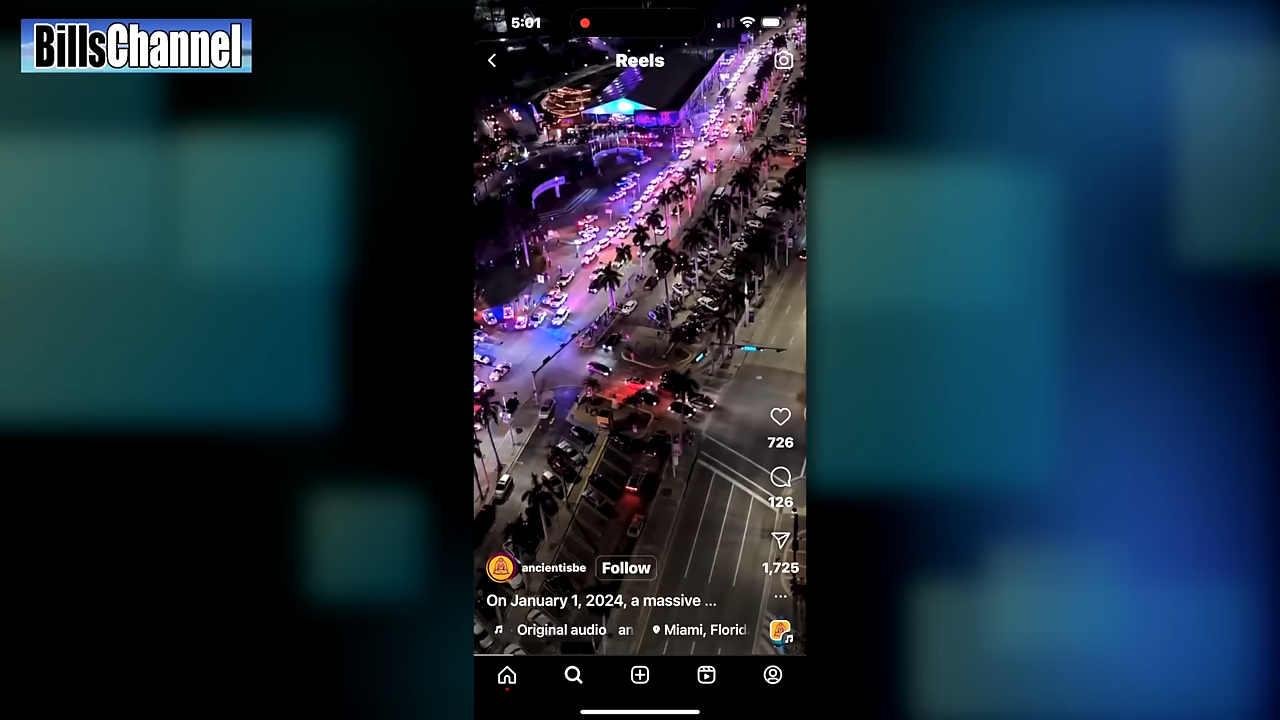 BillsChannel
5:01
Reels
726
126
1,725
ancientisbe Follow
On January 1, 2024, a massive ...
Original audio an Miami, Florid